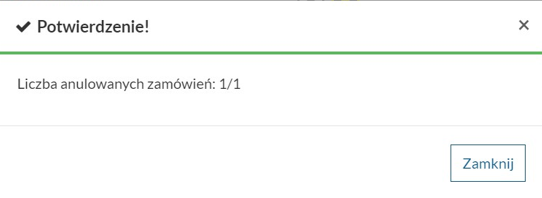 Potwierdzenie!
Liczba anulowanych zamówień: 1/1
Zamknij